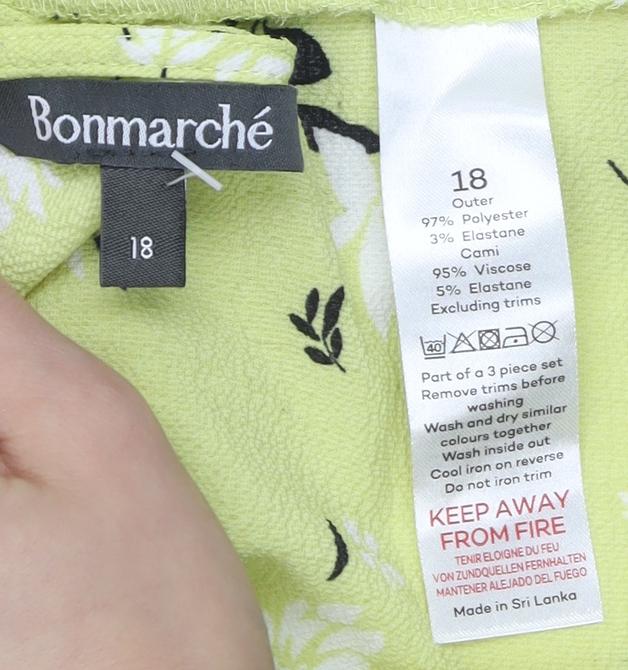 Bonmarché
18
18
Outer
97% Polyester
3% Elastane
Cami
95% Viscose
5% Elastane
Excluding trims
40
Part of a 3 piece set
Remove trims before
washing
Wash and dry similar
colours together
Wash inside out
Cool iron on reverse
Do not iron trim
KEEP AWAY
FROM FIRE
TENIR ELOIGNE DU FEU
VON ZUNDQUELLEN FERNHALTEN
MANTENER ALEJADO DEL FUEGO
Made in Sri Lanka